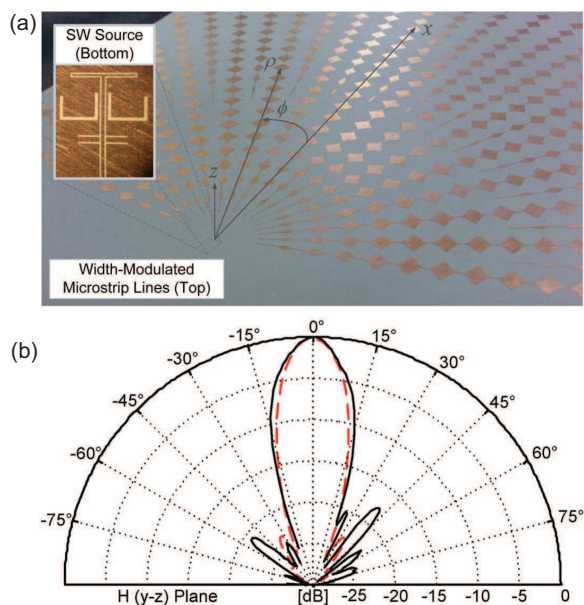 (a)
SW Source
(Bottom)
x
ρ
ϕ
z
Width-Modulated
Microstrip Lines (Top)
(b)
0°
-15° 15°
-30° 30°
-45° 45°
-60° 60°
-75° 75°
H (y-z) Plane [dB] -25 -20 -15 -10 -5 0